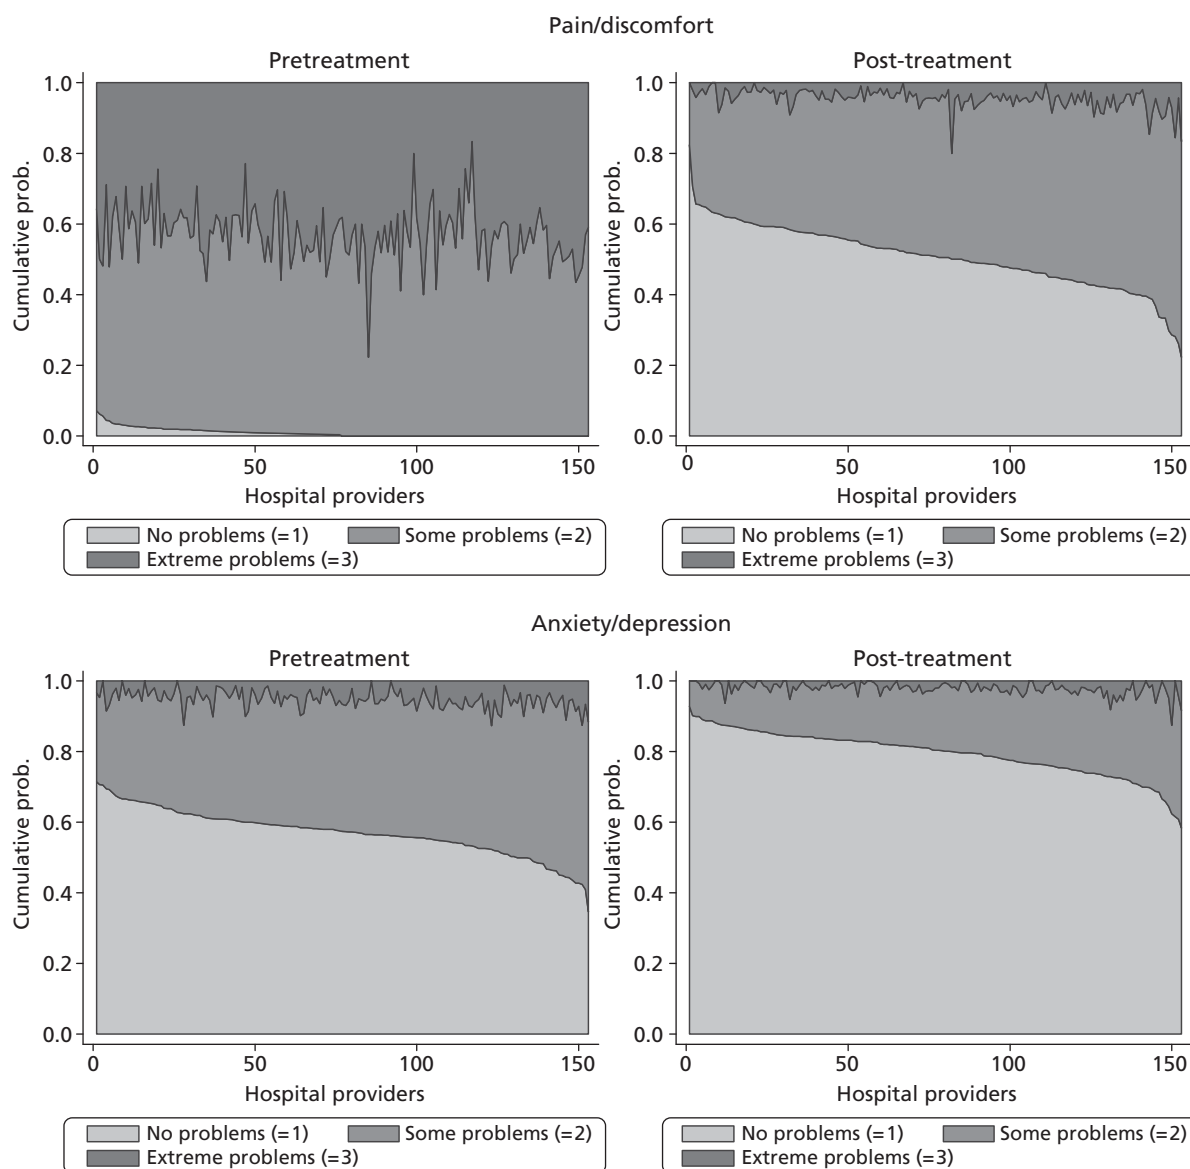 Pain/discomfort
Pretreatment
1.0
0.8
0.6
0.4
0.2
0.0
Cumulative prob.
0 50 100 150
Hospital providers
No problems (=1) Some problems (=2)
Extreme problems (=3)
Post-treatment
1.0
0.8
0.6
0.4
0.2
0.0
Cumulative prob.
0 50 100 150
Hospital providers
No problems (=1) Some problems (=2)
Extreme problems (=3)
Anxiety/depression
Pretreatment
1.0
0.8
0.6
0.4
0.2
0.0
Cumulative prob.
0 50 100 150
Hospital providers
No problems (=1) Some problems (=2)
Extreme problems (=3)
Post-treatment
1.0
0.8
0.6
0.4
0.2
0.0
Cumulative prob.
0 50 100 150
Hospital providers
No problems (=1) Some problems (=2)
Extreme problems (=3)